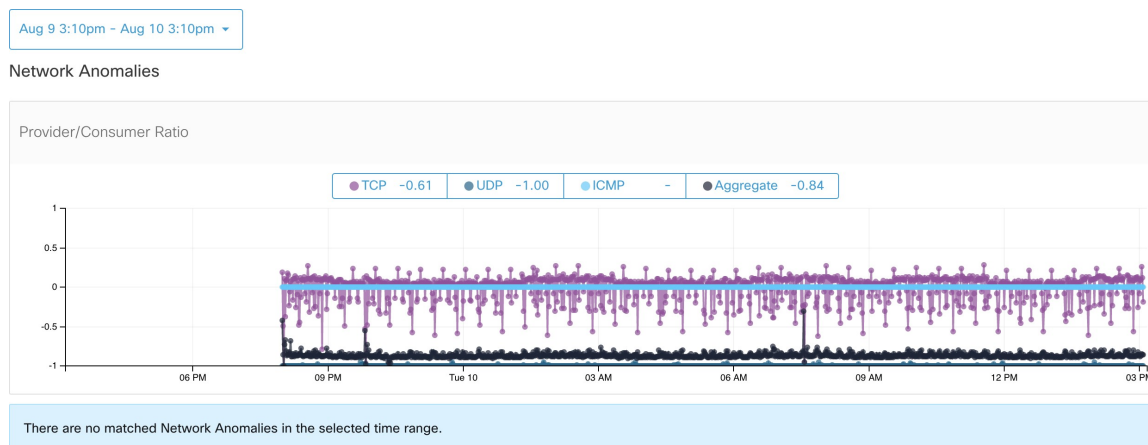 Aug 9 3:10pm - Aug 10 3:10pm
Network Anomalies
Provider/Consumer Ratio
TCP -0.61 UDP -1.00 ICMP - Aggregate -0.84
1
0.5
0
-0.5
-1
06 PM 09 PM Tue 10 03 AM 06 AM 09 AM 12 PM 03 P
There are no matched Network Anomalies in the selected time range.